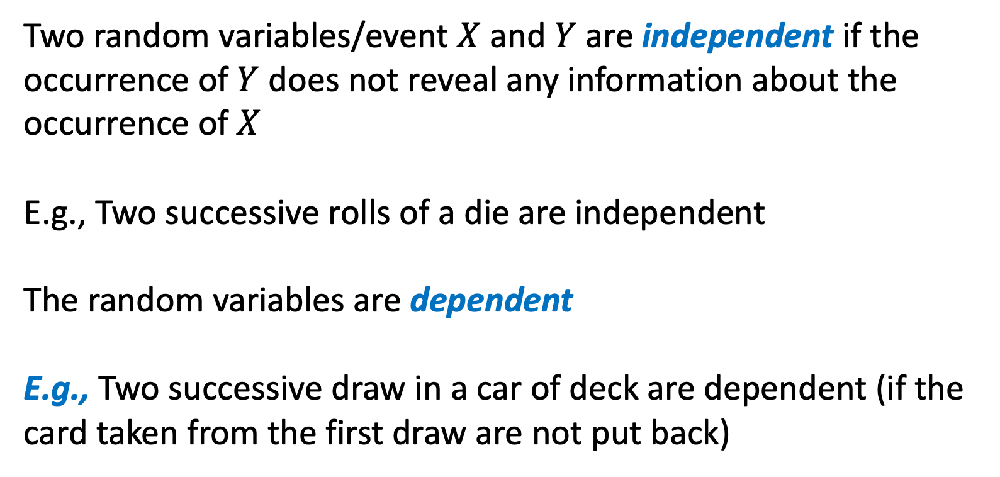 Two random variables/event X and Y are independent if the
occurrence of Y does not reveal any information about the
occurrence of X
E.g., Two successive rolls of a die are independent
The random variables are dependent
E.g., Two successive draw in a car of deck are dependent (if the
card taken from the first draw are not put back)